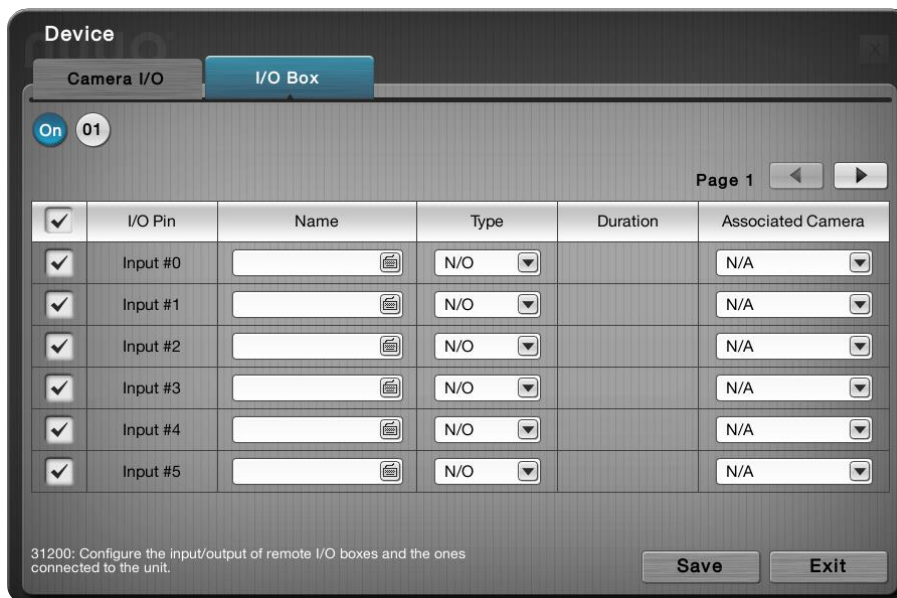 Device
Camera I/O
I/O Box
On 01
Page 1
I/O Pin Name Type Duration Associated Camera
Input #0 N/O N/A
Input #1 N/O N/A
Input #2 N/O N/A
Input #3 N/O N/A
Input #4 N/O N/A
Input #5 N/O N/A
31200: Configure the input/output of remote I/O boxes and the ones
connected to the unit.
Save Exit